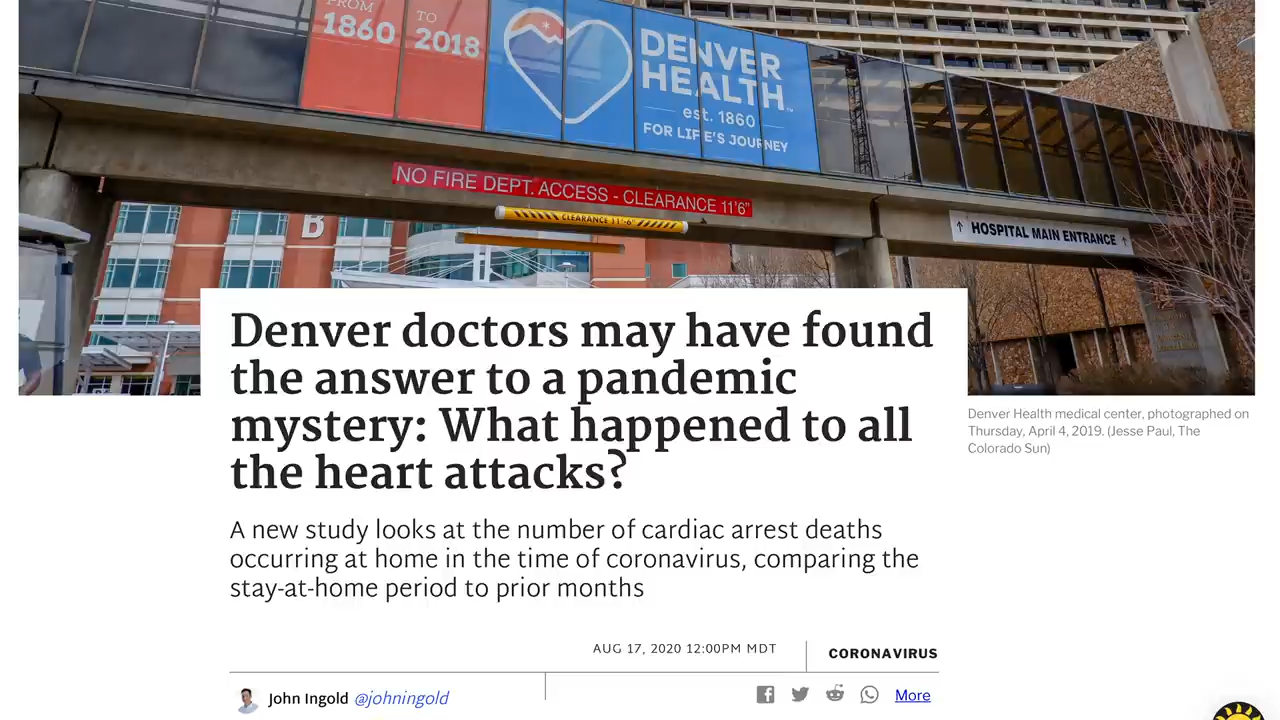 FROM
1860
TO
2018
DENVER
HEALTH™
est. 1860
FOR LIFE'S JOURNEY
NO FIRE DEPT. ACCESS - CLEARANCE 11'6"
CLEARANCE 11'-6"
B
↑ HOSPITAL MAIN ENTRANCE ↑
Denver doctors may have found
the answer to a pandemic
mystery: What happened to all
the heart attacks?
Denver Health medical center, photographed on
Thursday, April 4, 2019. (Jesse Paul, The
Colorado Sun)
A new study looks at the number of cardiac arrest deaths
occurring at home in the time of coronavirus, comparing the
stay-at-home period to prior months
AUG 17, 2020 12:00PM MDT
CORONAVIRUS
John Ingold @johningold
More